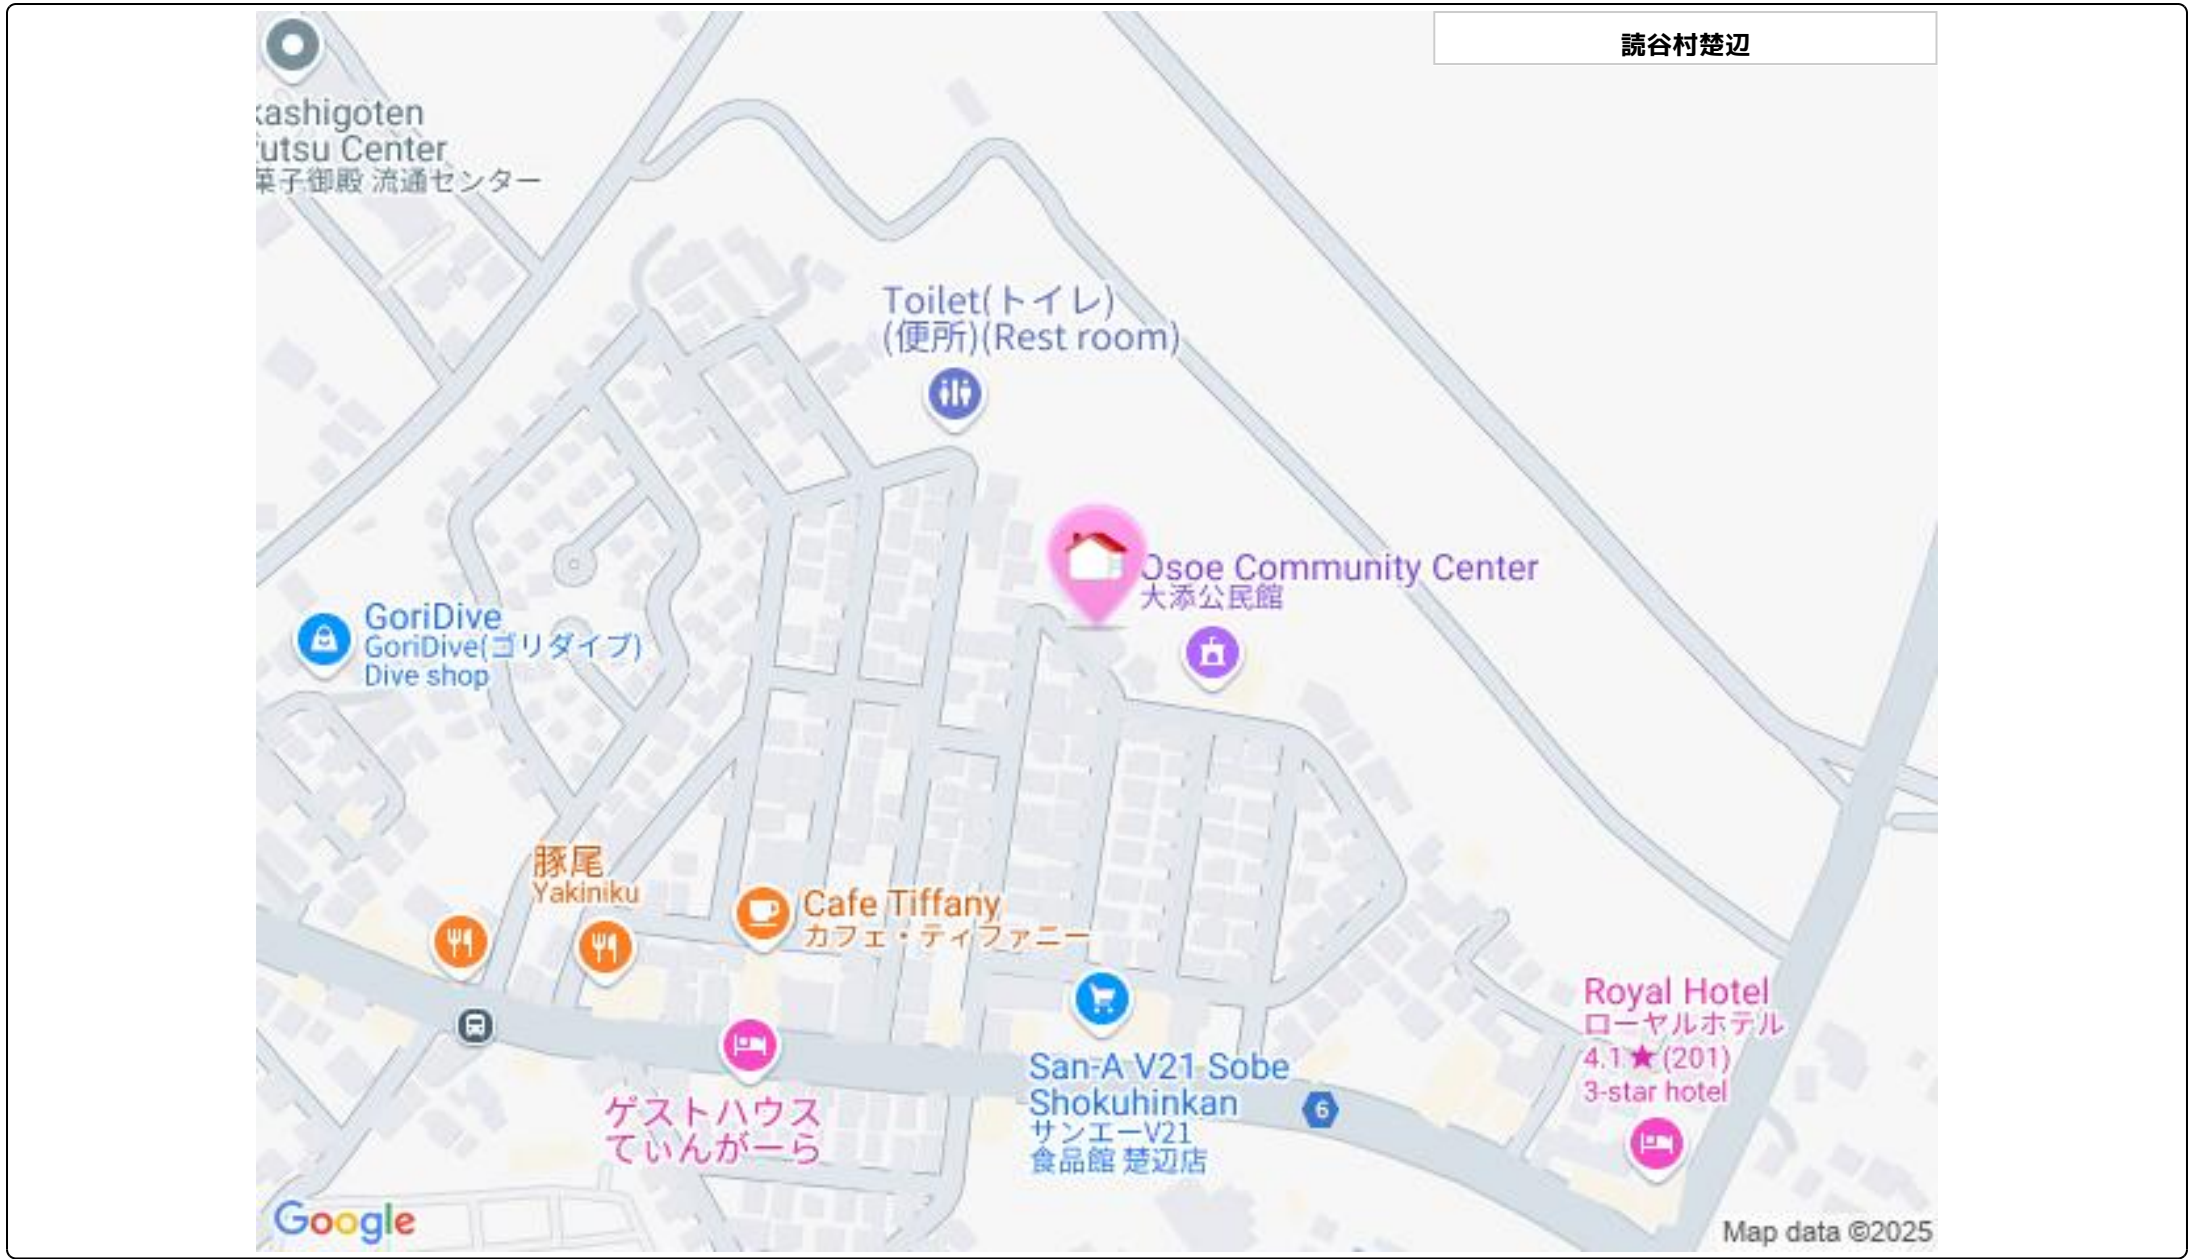 読谷村楚辺
kashigoten
utsu Center
菓子御殿 流通センター
Toilet(トイレ)
(便所)(Rest room)
Osoe Community Center
大添公民館
GoriDive
GoriDive(ゴリダイブ)
Dive shop
豚尾
Yakiniku
Cafe Tiffany
カフェ・ティファニー
Royal Hotel
ローヤルホテル
4.1★(201)
3-star hotel
San-A V21 Sobe
Shokuhinkan
サンエーV21
食品館 楚辺店
6
ゲストハウス
てぃんがーら
Google
Map data ©2025